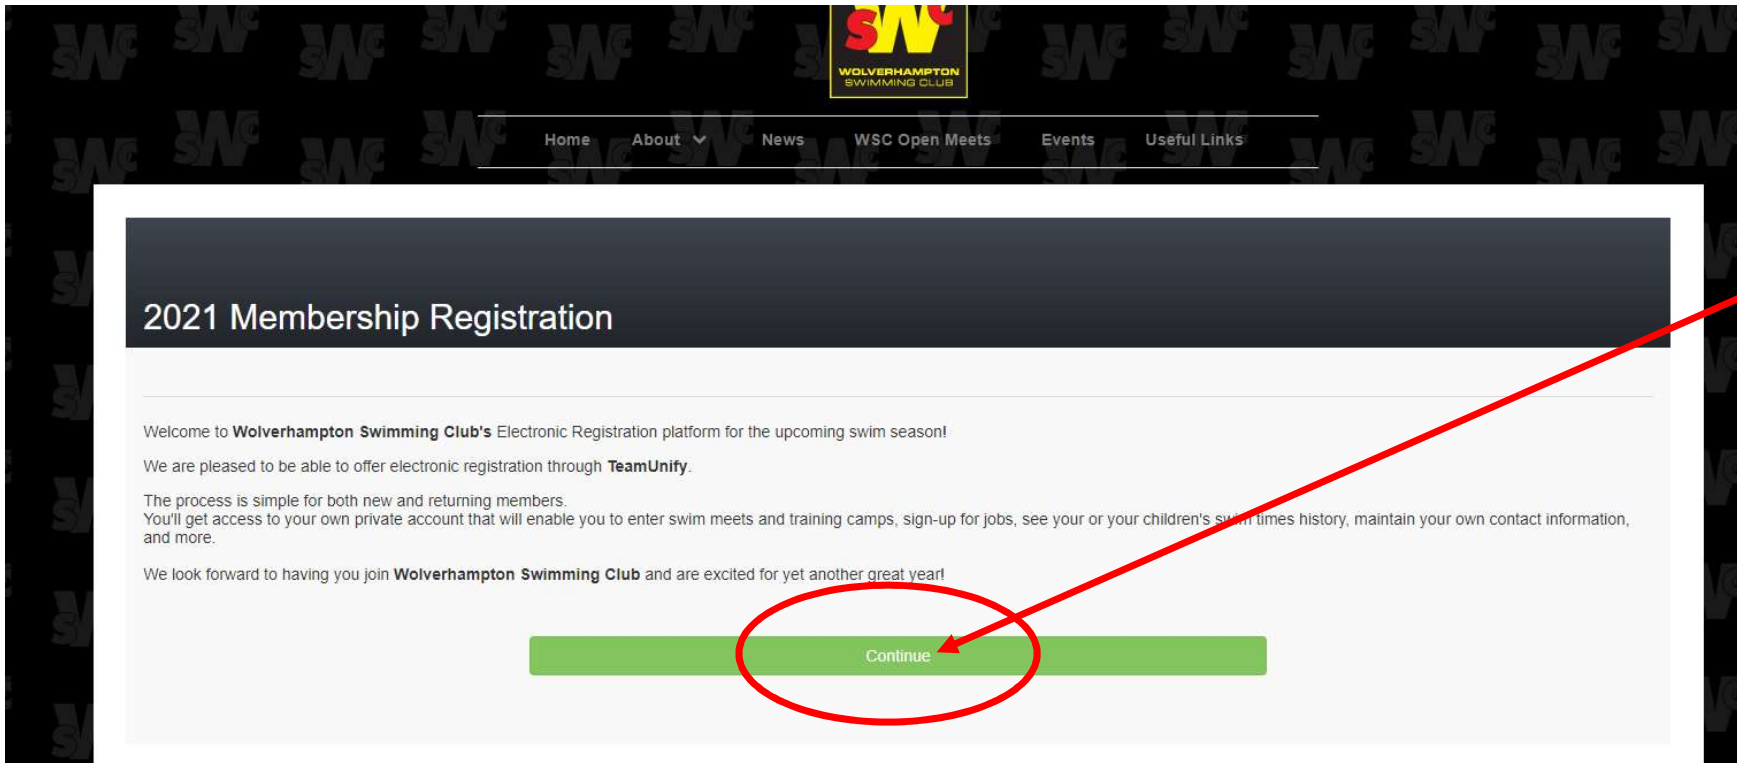 SWC
WOLVERHAMPTON
SWIMMING CLUB
Home About News WSC Open Meets Events Useful Links
2021 Membership Registration
Welcome to Wolverhampton Swimming Club's Electronic Registration platform for the upcoming swim season!
We are pleased to be able to offer electronic registration through TeamUnify.
The process is simple for both new and returning members.
You'll get access to your own private account that will enable you to enter swim meets and training camps, sign-up for jobs, see your or your children's swim times history, maintain your own contact information,
and more.
We look forward to having you join Wolverhampton Swimming Club and are excited for yet another great year!
Continue